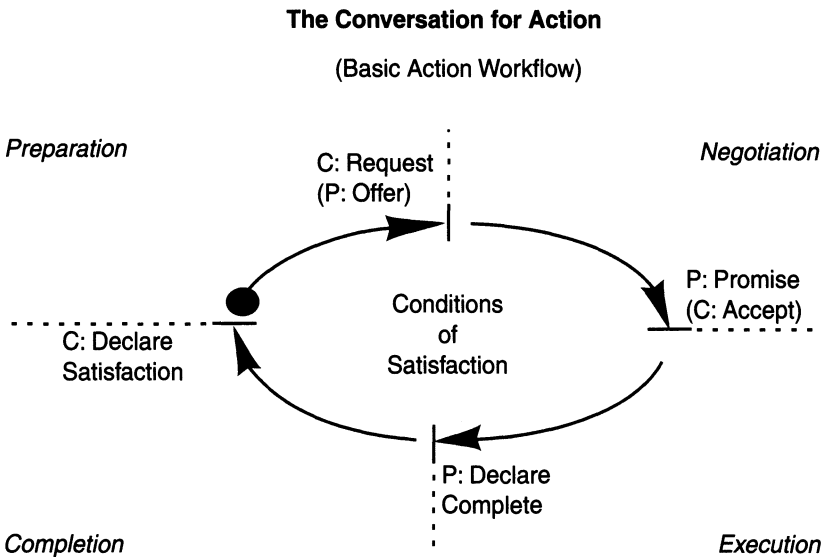 The Conversation for Action
(Basic Action Workflow)
Preparation
Negotiation
C: Request
(P: Offer)
P: Promise
(C: Accept)
Conditions
of
Satisfaction
C: Declare
Satisfaction
P: Declare
Complete
Completion
Execution